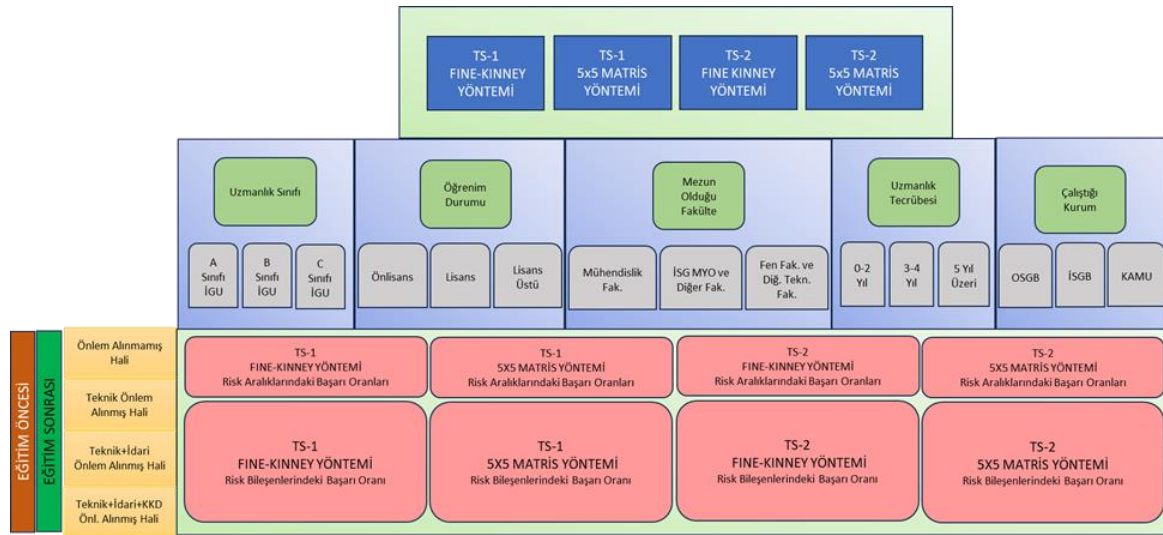 TS-1
FINE-KINNEY
YÖNTEMİ
TS-1
5x5 MATRİS
YÖNTEMİ
TS-2
FINE KINNEY
YÖNTEMİ
TS-2
5x5 MATRİS
YÖNTEMİ
Uzmanlık Sınıfı
Öğrenim
Durumu
Mezun
Olduğu
Fakülte
Uzmanlık
Tecrübesi
Çalıştığı
Kurum
A
Sınıfı
İGU
B
Sınıfı
İGU
C
Sınıfı
İGU
Önlisans
Lisans
Lisans
Üstü
Mühendislik
Fak.
İSG MYO ve
Diğer Fak.
Fen Fak. ve
Diğ. Tekn.
Fak.
0-2
Yıl
3-4
Yıl
5 Yıl
Üzeri
OSGB
İSGB
KAMU
EĞİTİM ÖNCESİ
EĞİTİM SONRASI
Önlem Alınmamış
Hali
Teknik Önlem
Alınmış Hali
Teknik+İdari
Önlem Alınmış Hali
Teknik+İdari+KKD
Önl. Alınmış Hali
TS-1
FINE-KINNEY YÖNTEMİ
Risk Aralıklarındaki Başarı Oranları
TS-1
5X5 MATRİS YÖNTEMİ
Risk Aralıklarındaki Başarı Oranları
TS-2
FINE-KINNEY YÖNTEMİ
Risk Aralıklarındaki Başarı Oranları
TS-2
5X5 MATRİS YÖNTEMİ
Risk Aralıklarındaki Başarı Oranları
TS-1
FINE-KINNEY YÖNTEMİ
Risk Bileşenlerindeki Başarı Oranı
TS-1
5X5 MATRİS YÖNTEMİ
Risk Bileşenlerindeki Başarı Oranı
TS-2
FINE-KINNEY YÖNTEMİ
Risk Bileşenlerindeki Başarı Oranı
TS-2
5X5 MATRİS YÖNTEMİ
Risk Bileşenlerindeki Başarı Oranı